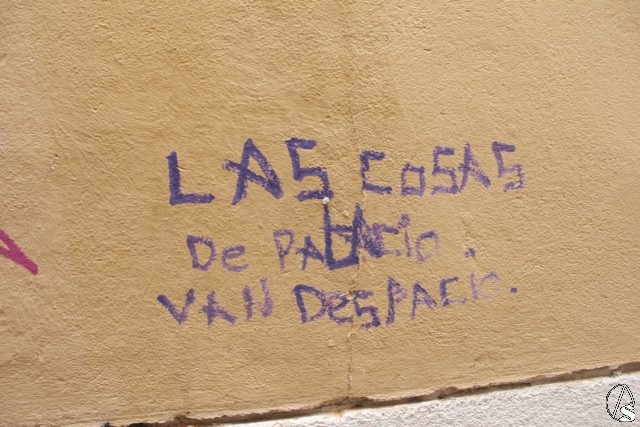 LAS COSAS
De PALACIO.
VAN DesPACIO.